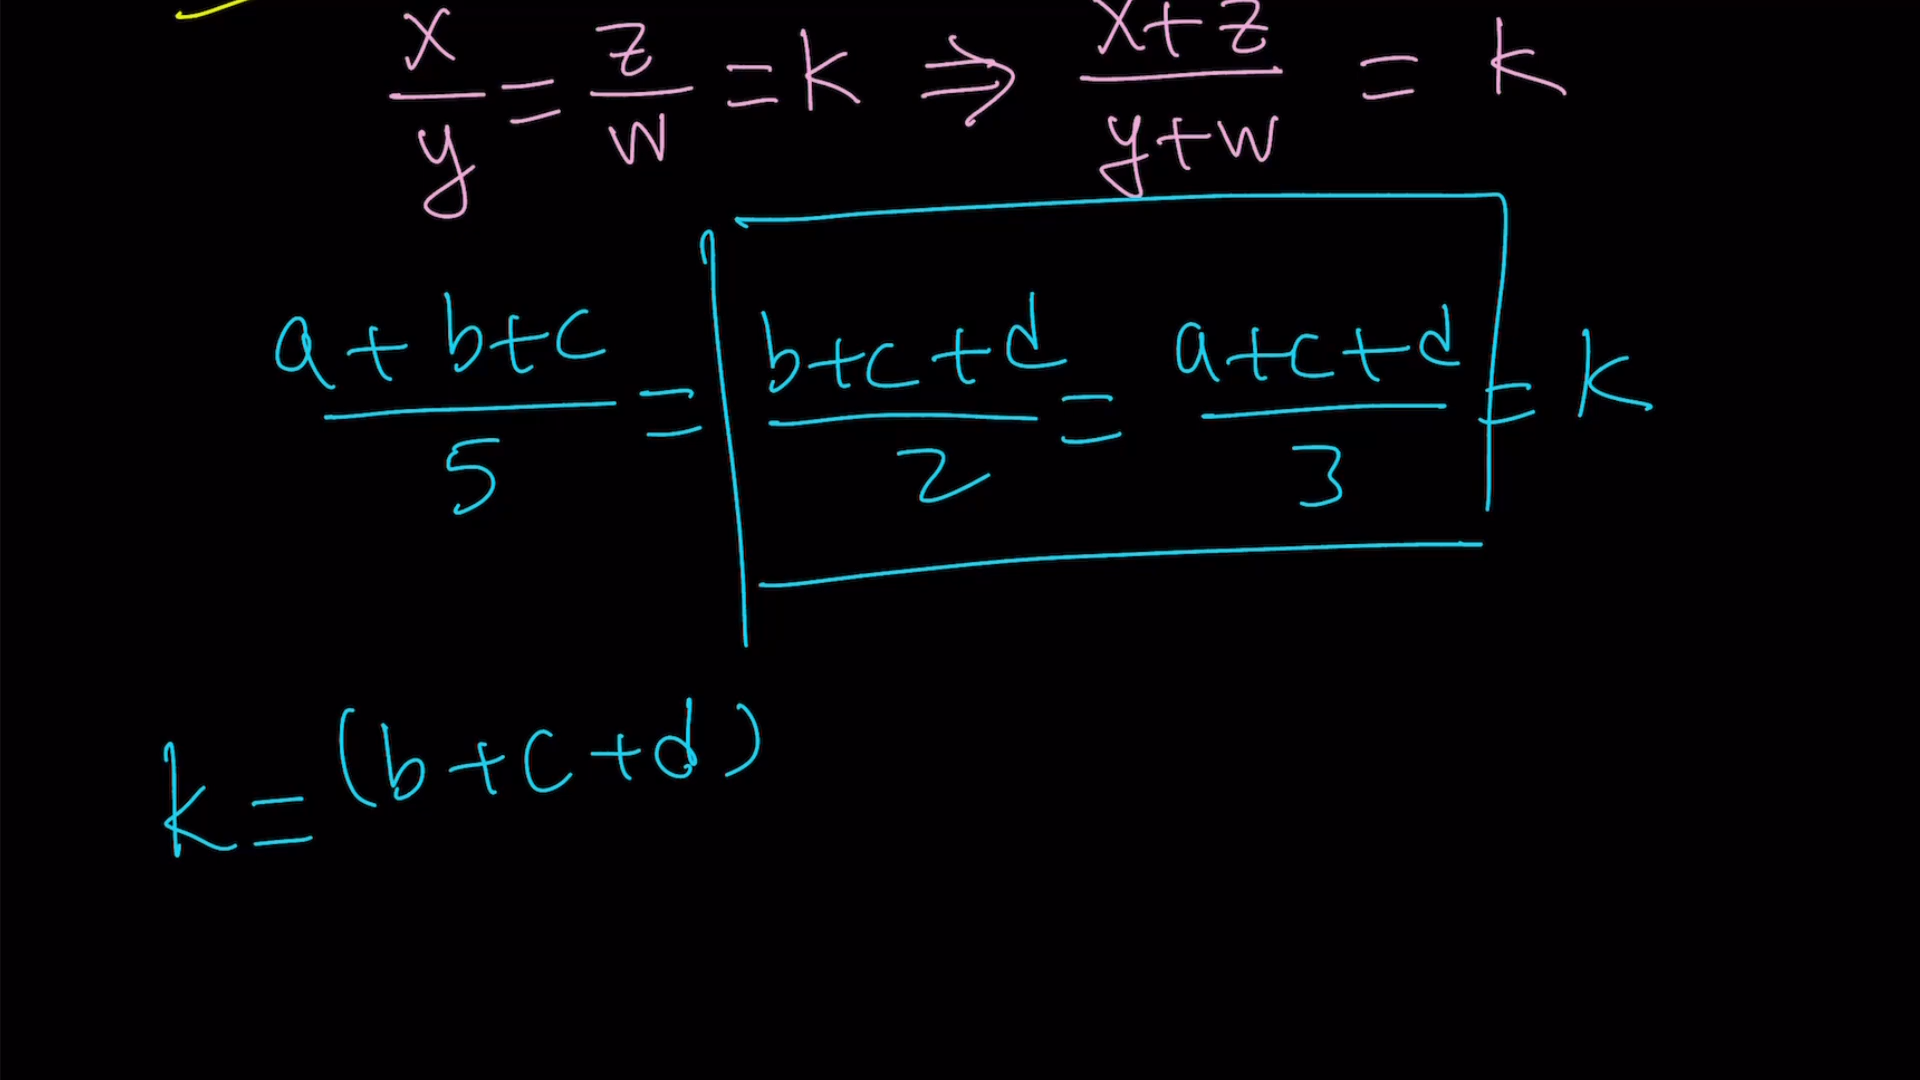 x/y = z/w = k ⇒ x+z/y+w = k
a+b+c/5 = b+c+d/2 = a+c+d/3 = k
k = (b+c+d)